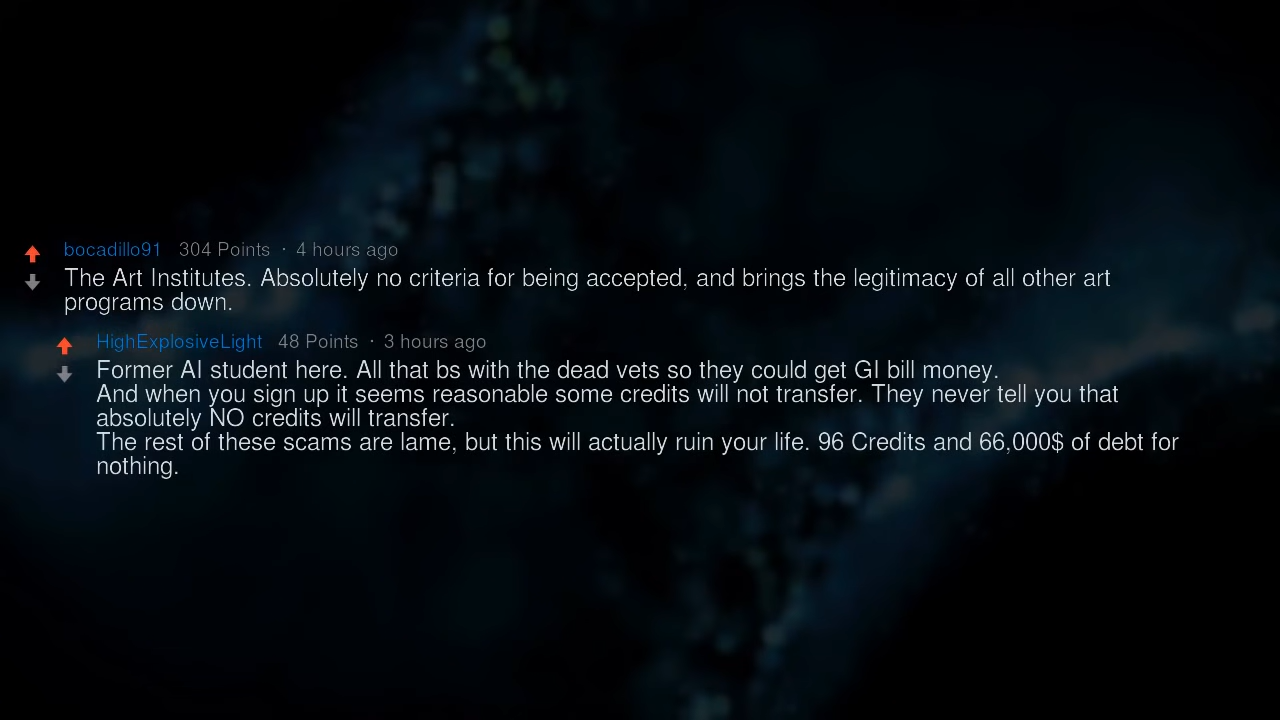 bocadillo91 304 Points · 4 hours ago
The Art Institutes. Absolutely no criteria for being accepted, and brings the legitimacy of all other art
programs down.
HighExplosiveLight 48 Points · 3 hours ago
Former AI student here. All that bs with the dead vets so they could get GI bill money.
And when you sign up it seems reasonable some credits will not transfer. They never tell you that
absolutely NO credits will transfer.
The rest of these scams are lame, but this will actually ruin your life. 96 Credits and 66,000$ of debt for
nothing.